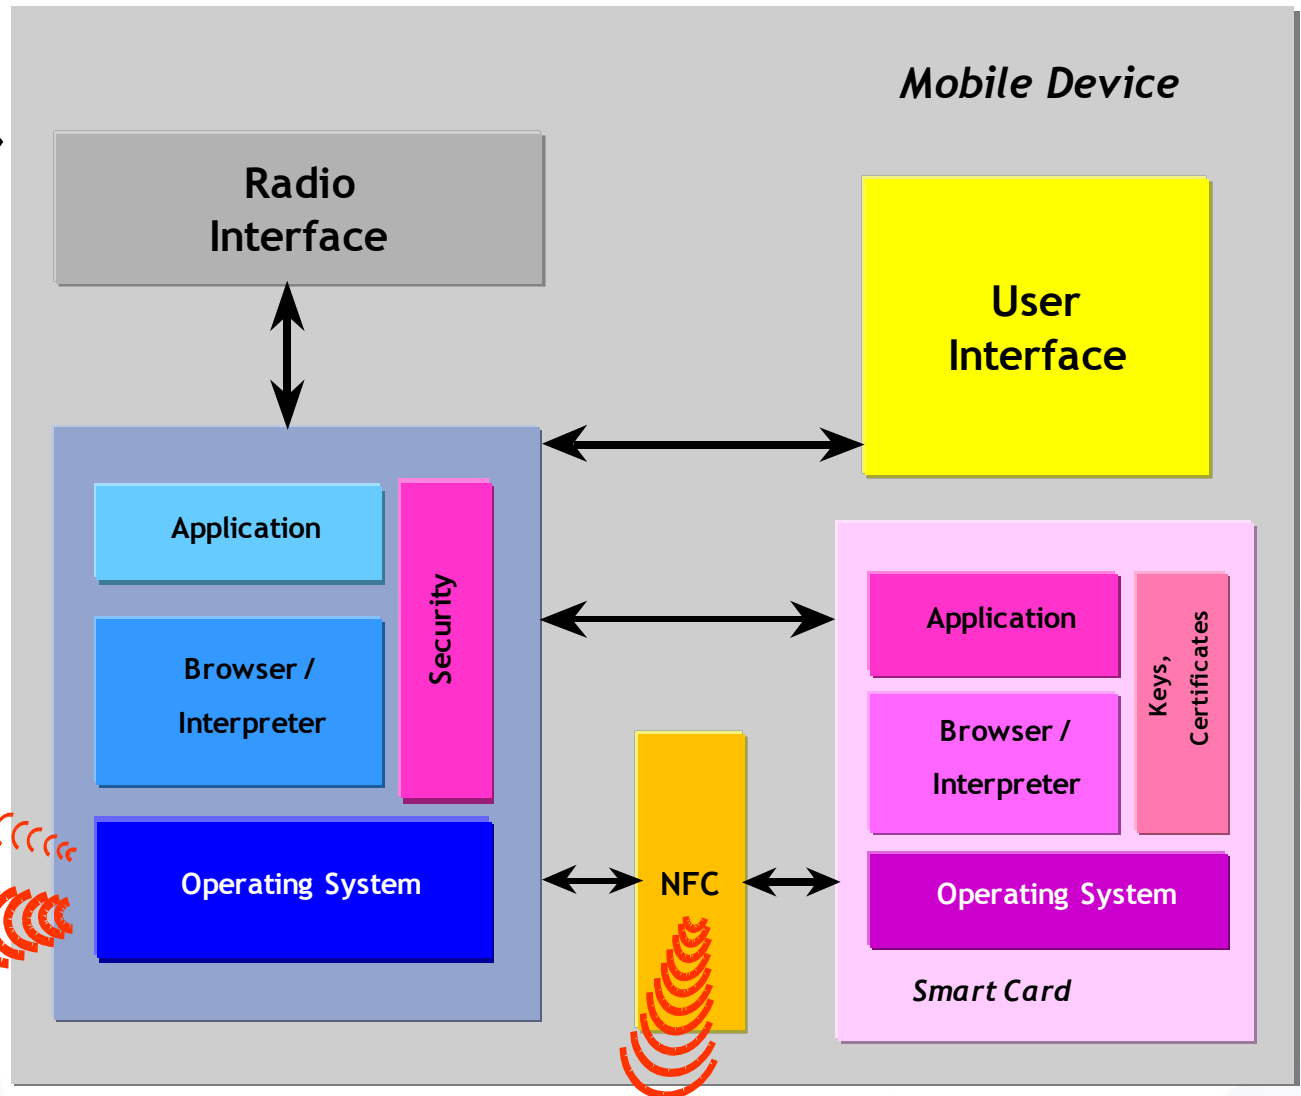 Mobile Device
Radio
Interface
User
Interface
Application
Security
Browser /
Interpreter
Operating System
NFC
Application
Keys,
Certificates
Browser /
Interpreter
Operating System
Smart Card